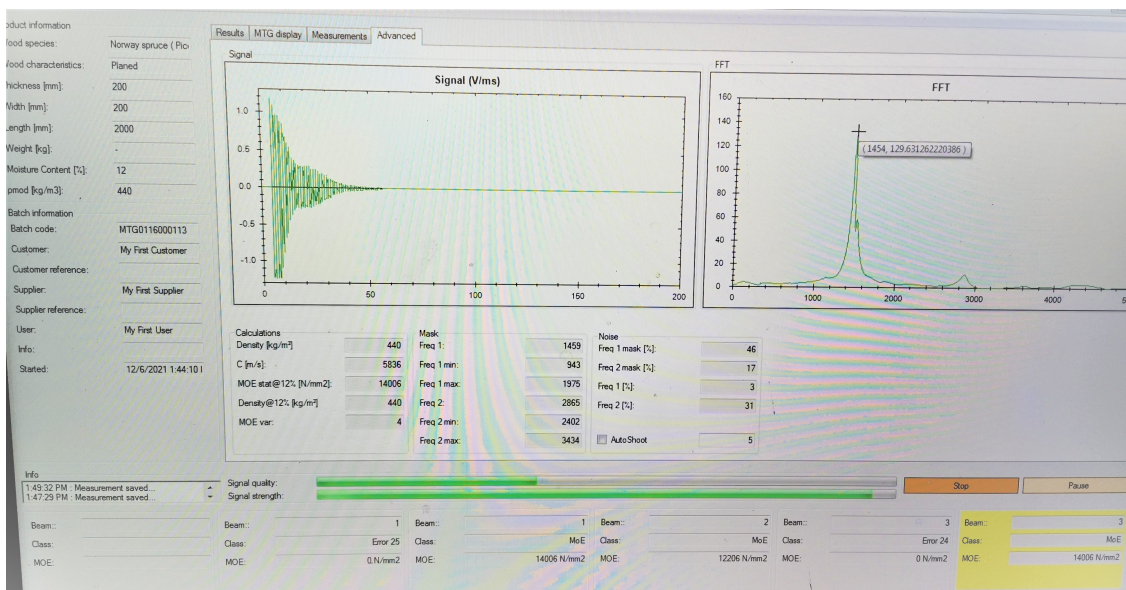 oduct information
ood species: Norway spruce ( Pic
ood characteristics: Planed
hickness [mm]: 200
Width [mm]: 200
ength [mm]: 2000
Weight [kg]: -
Moisture Content [%]: 12
pmod [kg/m3]: 440
Batch information
Batch code: MTG0116000113
Customer: My First Customer
Customer reference:
Supplier: My First Supplier
Supplier reference:
User: My First User
Info:
Started: 12/6/2021 1:44:10
Results MTG display Measurements Advanced
Signal
Signal (V/ms)
1.0
0.5
0.0
-0.5
-1.0
0 50 100 150 200
FFT
FFT
160
140
120
100
80
60
40
20
0
( 1454, 129.631262220386 )
0 1000 2000 3000 4000 5
Calculations
Density [kg/m³] 440
C [m/s]: 5836
MOE stat@12% [N/mm2]: 14006
Density@12% [kg/m³] 440
MOE var: 4
Mask
Freq 1: 1459
Freq 1 min: 943
Freq 1 max: 1975
Freq 2: 2865
Freq 2 min: 2402
Freq 2 max: 3434
Noise
Freq 1 mask [%]: 46
Freq 2 mask [%]: 17
Freq 1 [%]: 3
Freq 2 [%]: 31
AutoShoot 5
Info
1:49:32 PM : Measurement saved...
1:47:29 PM : Measurement saved...
Signal quality:
Signal strength:
Stop Pause
Beam::
Class:
MOE:
Beam:: 1
Class: Error 25
MOE: 0 N/mm2
Beam:: 1
Class: MoE
MOE: 14006 N/mm2
Beam:: 2
Class: MoE
MOE: 12206 N/mm2
Beam:: 3
Class: Error 24
MOE: 0 N/mm2
Beam:: 3
Class: MoE
MOE: 14006 N/mm2